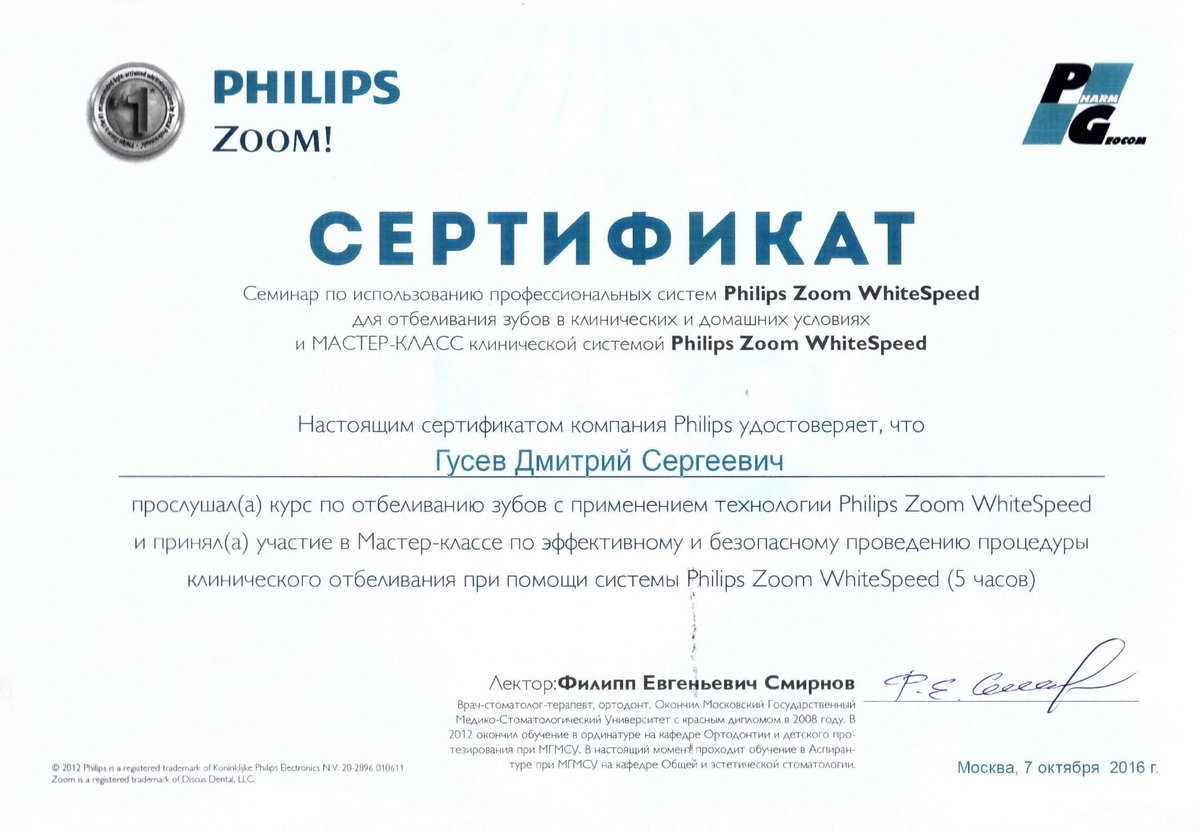 PHILIPS
ZOOM!
1
PHARM
GEOCOM
СЕРТИФИКАТ
Семинар по использованию профессиональных систем Philips Zoom WhiteSpeed
для отбеливания зубов в клинических и домашних условиях
и МАСТЕР-КЛАСС клинической системой Philips Zoom WhiteSpeed
Настоящим сертификатом компания Philips удостоверяет, что
Гусев Дмитрий Сергеевич
прослушал(а) курс по отбеливанию зубов с применением технологии Philips Zoom WhiteSpeed
и принял(а) участие в Мастер-классе по эффективному и безопасному проведению процедуры
клинического отбеливания при помощи системы Philips Zoom WhiteSpeed (5 часов)
Лектор:Филипп Евгеньевич Смирнов
Ф.Е.
Врач-стоматолог-терапевт, ортодонт. Окончил Московский Государственный
Медико-Стоматологический Университет с красным дипломом в 2008 году. В
2012 окончил обучение в ординатуре на кафедре Ортодонтии и детского про-
тезирования при МГМСУ. В настоящий момент проходит обучение в Аспиран-
туре при МГМСУ на кафедре Общей и эстетической стоматологии.
© 2012 Philips is a registered trademark of Koninklijke Philips Electronics N.V. 20-2896 010611
Zoom is a registered trademark of Discus Dental, LLC.
Москва, 7 октября 2016 г.